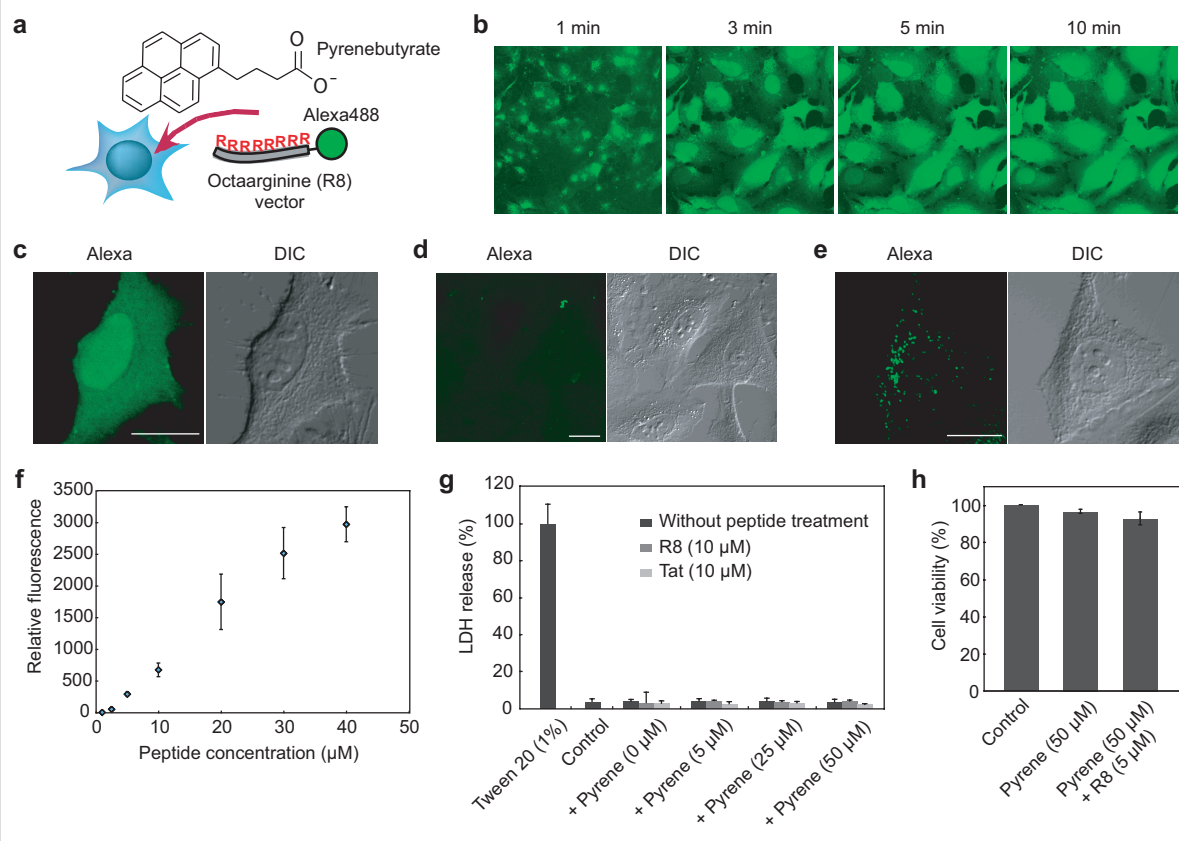 a
Pyrenebutyrate
O
O⁻
Alexa488
RRRRRRRR
Octaarginine (R8)
vector
b
1 min
3 min
5 min
10 min
c
Alexa
DIC
d
Alexa
DIC
e
Alexa
DIC
f
Relative fluorescence
3500
3000
2500
2000
1500
1000
500
0
0
10
20
30
40
50
Peptide concentration (μM)
g
LDH release (%)
120
100
80
60
40
20
0
Without peptide treatment
R8 (10 μM)
Tat (10 μM)
Tween 20 (1%)
Control
+ Pyrene (0 μM)
+ Pyrene (5 μM)
+ Pyrene (25 μM)
+ Pyrene (50 μM)
h
Cell viability (%)
100
80
60
40
20
0
Control
Pyrene (50 μM)
Pyrene (50 μM)
+ R8 (5 μM)